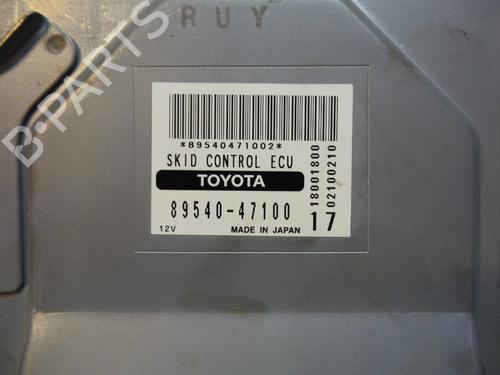 RUY
B-PARTS
*89540471002*
SKID CONTROL ECU
TOYOTA
89540-47100
12V MADE IN JAPAN
17
18001800
02100210